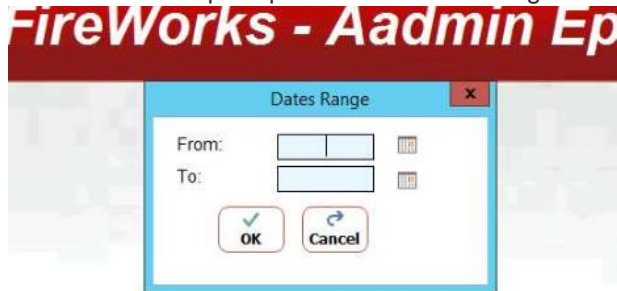 FireWorks - Aadmin Ep
Dates Range
x
From:
To:
OK
Cancel